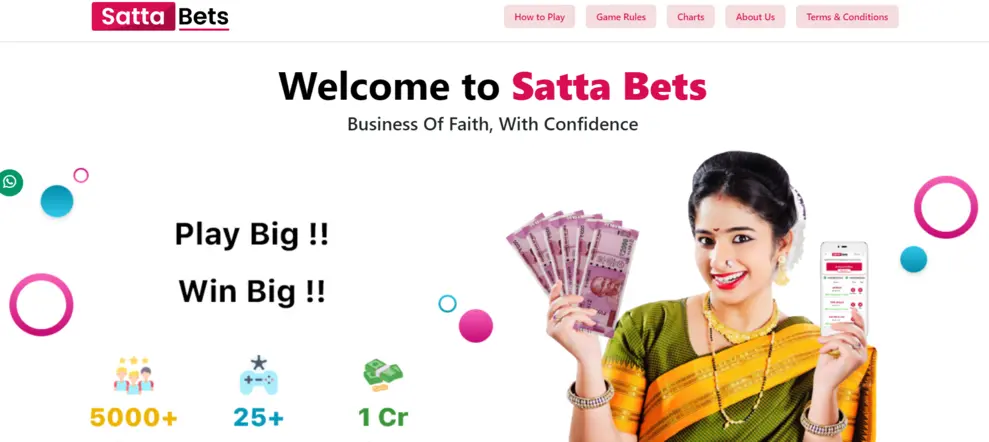 Satta Bets
How to Play
Game Rules
Charts
About Us
Terms & Conditions
Welcome to Satta Bets
Business Of Faith, With Confidence
Play Big !!
Win Big !!
5000+
25+
1 Cr